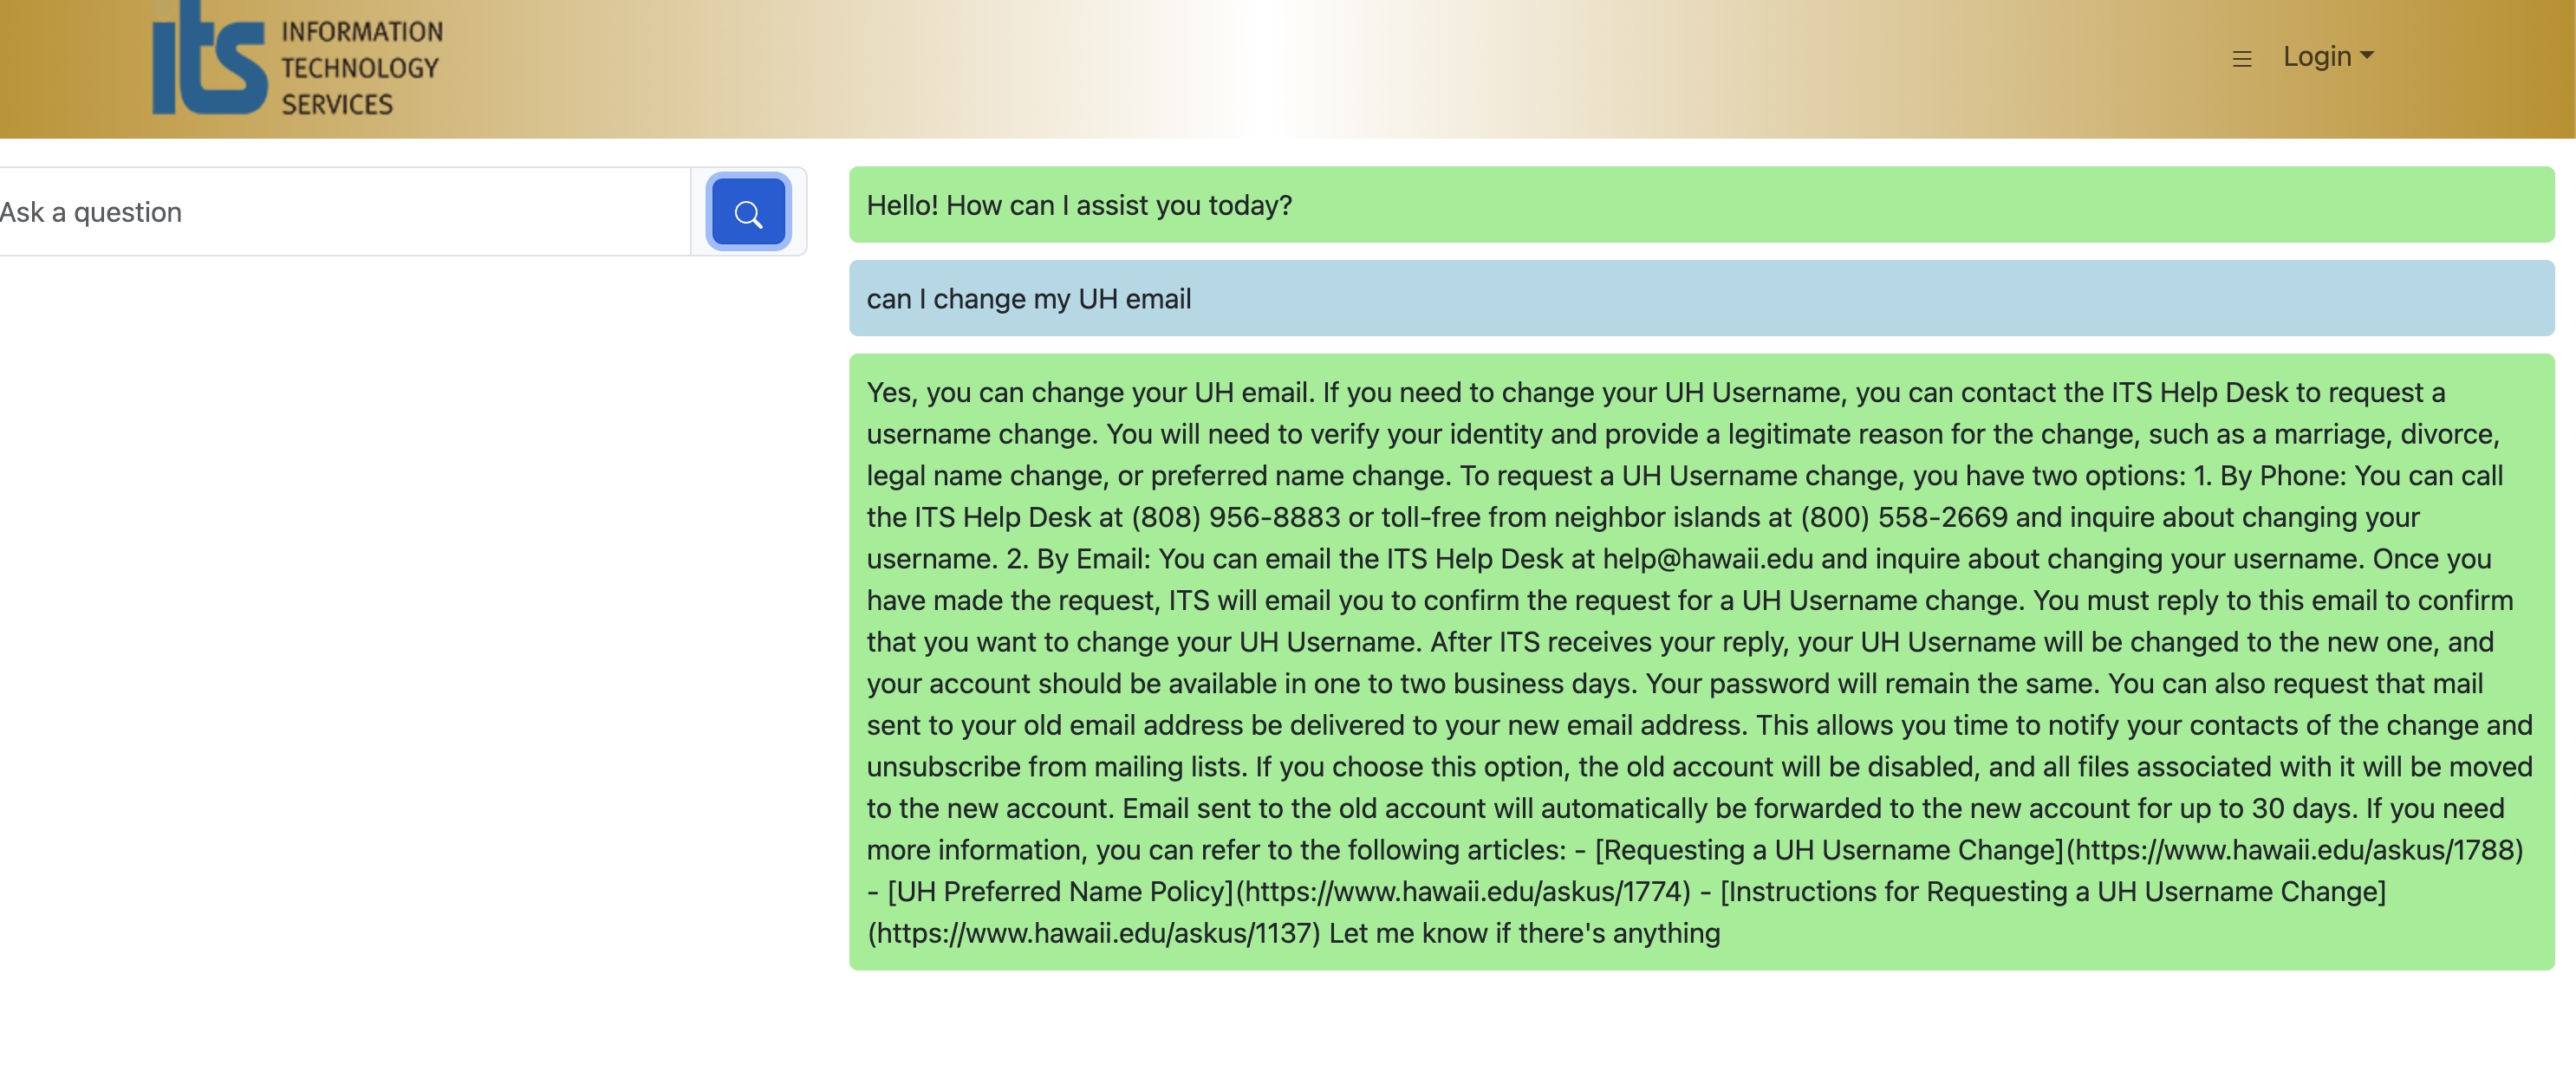 its INFORMATION
TECHNOLOGY
SERVICES
Login
Ask a question
Hello! How can I assist you today?
can I change my UH email
Yes, you can change your UH email. If you need to change your UH Username, you can contact the ITS Help Desk to request a
username change. You will need to verify your identity and provide a legitimate reason for the change, such as a marriage, divorce,
legal name change, or preferred name change. To request a UH Username change, you have two options: 1. By Phone: You can call
the ITS Help Desk at (808) 956-8883 or toll-free from neighbor islands at (800) 558-2669 and inquire about changing your
username. 2. By Email: You can email the ITS Help Desk at help@hawaii.edu and inquire about changing your username. Once you
have made the request, ITS will email you to confirm the request for a UH Username change. You must reply to this email to confirm
that you want to change your UH Username. After ITS receives your reply, your UH Username will be changed to the new one, and
your account should be available in one to two business days. Your password will remain the same. You can also request that mail
sent to your old email address be delivered to your new email address. This allows you time to notify your contacts of the change and
unsubscribe from mailing lists. If you choose this option, the old account will be disabled, and all files associated with it will be moved
to the new account. Email sent to the old account will automatically be forwarded to the new account for up to 30 days. If you need
more information, you can refer to the following articles: - [Requesting a UH Username Change](https://www.hawaii.edu/askus/1788)
- [UH Preferred Name Policy](https://www.hawaii.edu/askus/1774) - [Instructions for Requesting a UH Username Change]
(https://www.hawaii.edu/askus/1137) Let me know if there's anything